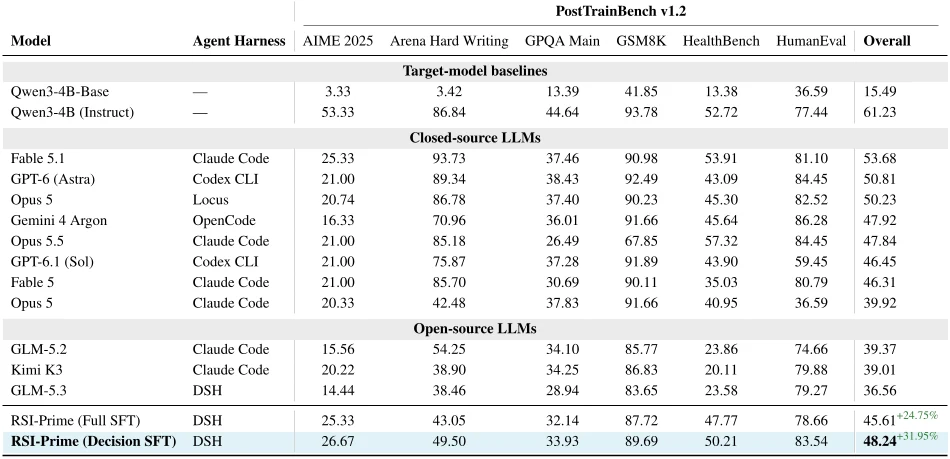 PostTrainBench v1.2
Model Agent Harness AIME 2025 Arena Hard Writing GPQA Main GSM8K HealthBench HumanEval Overall
Target-model baselines
Qwen3-4B-Base — 3.33 3.42 13.39 41.85 13.38 36.59 15.49
Qwen3-4B (Instruct) — 53.33 86.84 44.64 93.78 52.72 77.44 61.23
Closed-source LLMs
Fable 5.1 Claude Code 25.33 93.73 37.46 90.98 53.91 81.10 53.68
GPT-6 (Astra) Codex CLI 21.00 89.34 38.43 92.49 43.09 84.45 50.81
Opus 5 Locus 20.74 86.78 37.40 90.23 45.30 82.52 50.23
Gemini 4 Argon OpenCode 16.33 70.96 36.01 91.66 45.64 86.28 47.92
Opus 5.5 Claude Code 21.00 85.18 26.49 67.85 57.32 84.45 47.84
GPT-6.1 (Sol) Codex CLI 21.00 75.87 37.28 91.89 43.90 59.45 46.45
Fable 5 Claude Code 21.00 85.70 30.69 90.11 35.03 80.79 46.31
Opus 5 Claude Code 20.33 42.48 37.83 91.66 40.95 36.59 39.92
Open-source LLMs
GLM-5.2 Claude Code 15.56 54.25 34.10 85.77 23.86 74.66 39.37
Kimi K3 Claude Code 20.22 38.90 34.25 86.83 20.11 79.88 39.01
GLM-5.3 DSH 14.44 38.46 28.94 83.65 23.58 79.27 36.56
RSI-Prime (Full SFT) DSH 25.33 43.05 32.14 87.72 47.77 78.66 45.61+24.75%
RSI-Prime (Decision SFT) DSH 26.67 49.50 33.93 89.69 50.21 83.54 48.24+31.95%